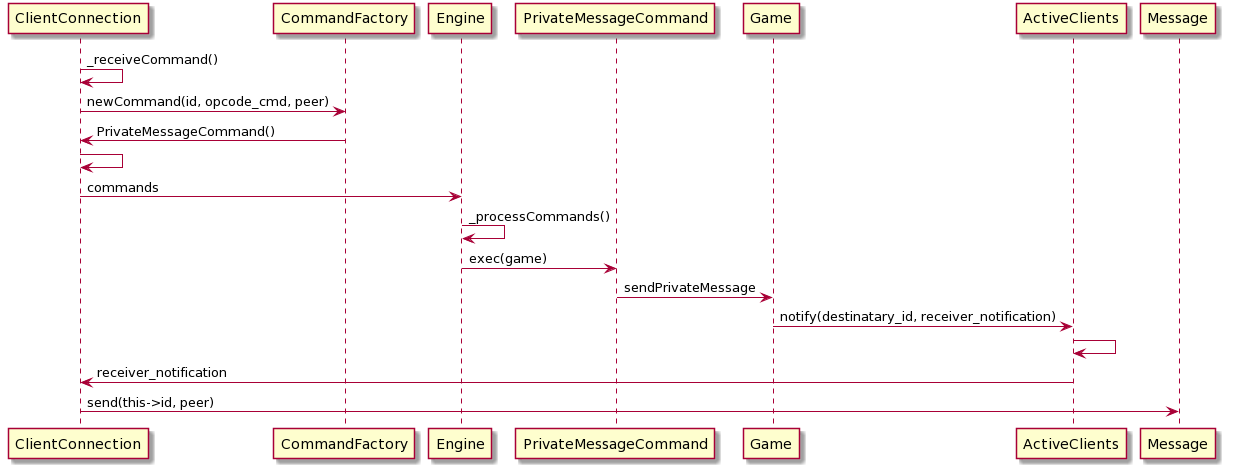 ClientConnection CommandFactory Engine PrivateMessageCommand Game ActiveClients Message
_receiveCommand()
newCommand(id, opcode_cmd, peer)
PrivateMessageCommand()
commands
_processCommands()
exec(game)
sendPrivateMessage
notify(destinatary_id, receiver_notification)
receiver_notification
send(this->id, peer)
ClientConnection CommandFactory Engine PrivateMessageCommand Game ActiveClients Message